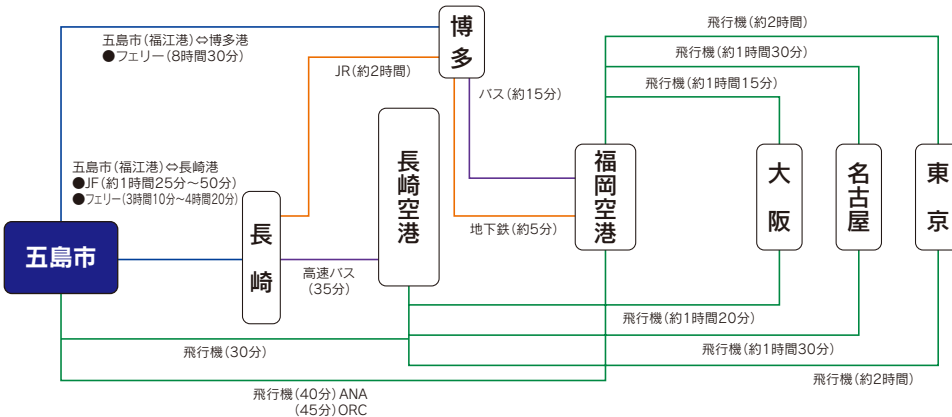 五島市(福江港)⇔博多港
●フェリー(8時間30分)
博多
JR(約2時間)
バス(約15分)
飛行機(約2時間)
飛行機(約1時間30分)
飛行機(約1時間15分)
五島市(福江港)⇔長崎港
●JF(約1時間25分～50分)
●フェリー(3時間10分～4時間20分)
五島市
長崎
高速バス
(35分)
長崎空港
地下鉄(約5分)
福岡空港
大阪
名古屋
東京
飛行機(30分)
飛行機(約1時間20分)
飛行機(約1時間30分)
飛行機(約2時間)
飛行機(40分)ANA
(45分)ORC